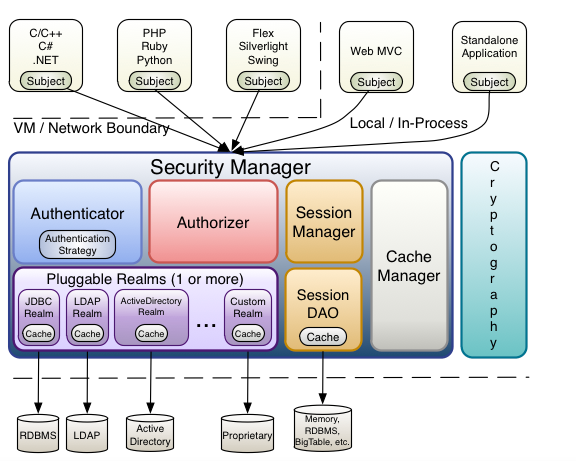 C/C++
C#
.NET
Subject
PHP
Ruby
Python
Subject
Flex
Silverlight
Swing
Subject
Web MVC
Subject
Standalone
Application
Subject
VM / Network Boundary
Local / In-Process
Security Manager
Authenticator
Authentication
Strategy
Authorizer
Session
Manager
Cache
Manager
Cryptography
Pluggable Realms (1 or more)
JDBC
Realm
Cache
LDAP
Realm
Cache
ActiveDirectory
Realm
Cache
...
Custom
Realm
Cache
Session
DAO
Cache
RDBMS
LDAP
Active
Directory
Proprietary
Memory,
RDBMS,
BigTable, etc.